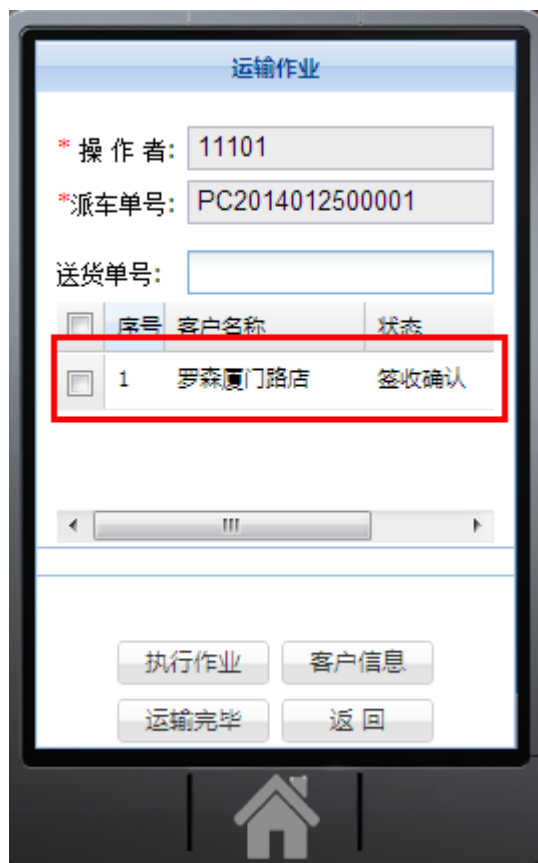 运输作业
* 操 作 者: 11101
*派车单号: PC2014012500001
送货单号:
序号 客户名称 状态
1 罗森厦门路店 签收确认
执行作业 客户信息
运输完毕 返 回